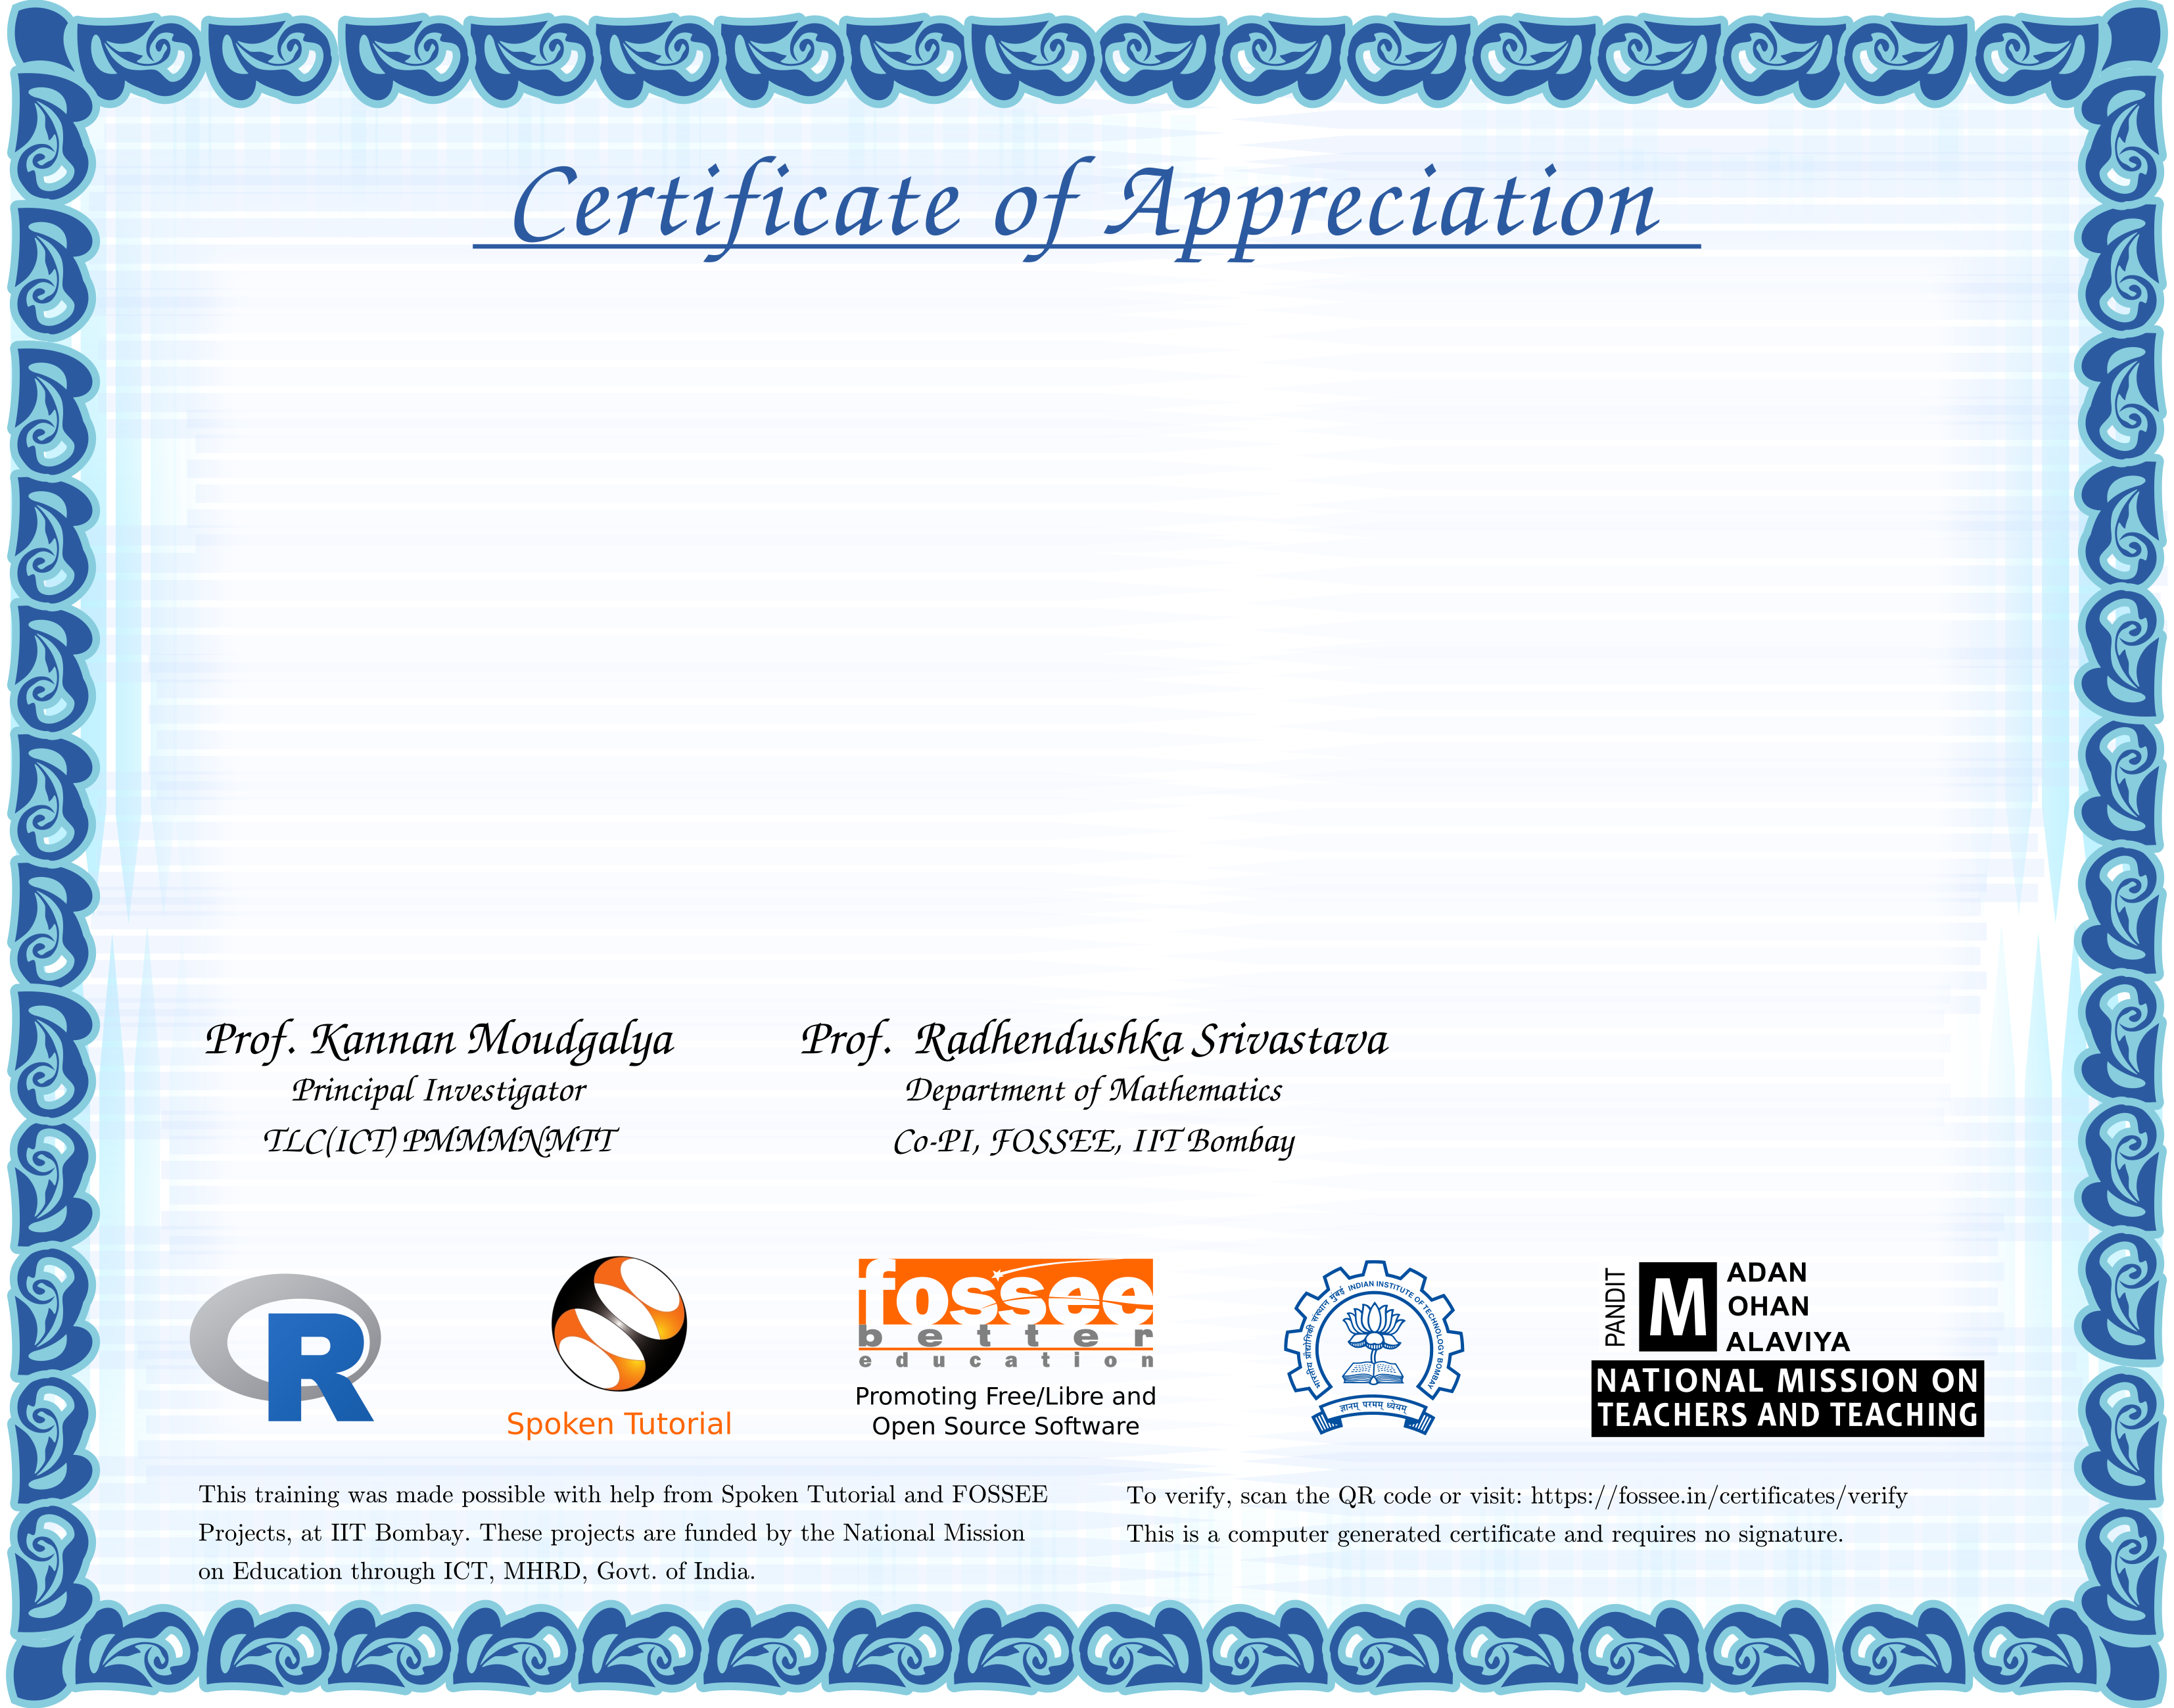 Certificate of Appreciation
Prof. Kannan Moudgalya
Principal Investigator
TLC(ICT) PMMMNMTT
Prof. Radhendushka Srivastava
Department of Mathematics
Co-PI, FOSSEE, IIT Bombay
R
Spoken Tutorial
fossee
better
education
Promoting Free/Libre and
Open Source Software
भारतीय प्रौद्योगिकी संस्थान मुंबई INDIAN INSTITUTE OF TECHNOLOGY BOMBAY
ज्ञानम् परमम् ध्येयम्
PANDIT
M
ADAN
OHAN
ALAVIYA
NATIONAL MISSION ON
TEACHERS AND TEACHING
This training was made possible with help from Spoken Tutorial and FOSSEE
Projects, at IIT Bombay. These projects are funded by the National Mission
on Education through ICT, MHRD, Govt. of India.
To verify, scan the QR code or visit: https://fossee.in/certificates/verify
This is a computer generated certificate and requires no signature.